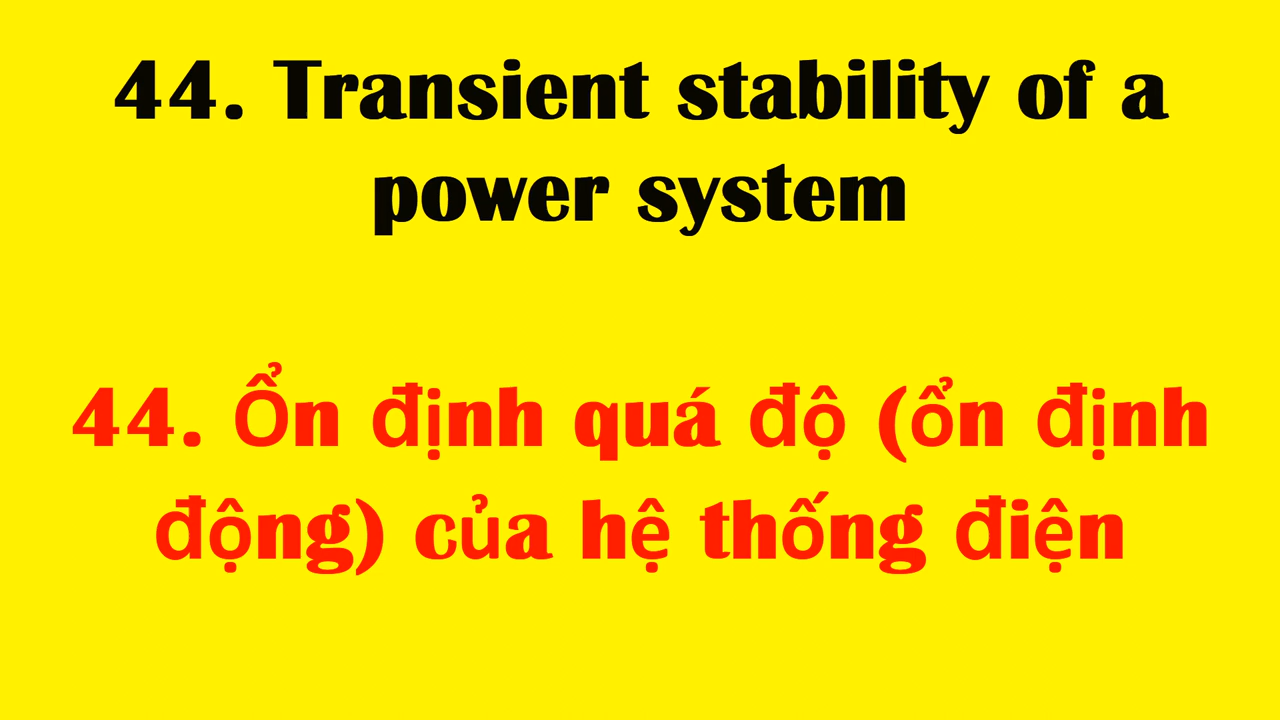 44. Transient stability of a
power system
44. Ổn định quá độ (ổn định
động) của hệ thống điện